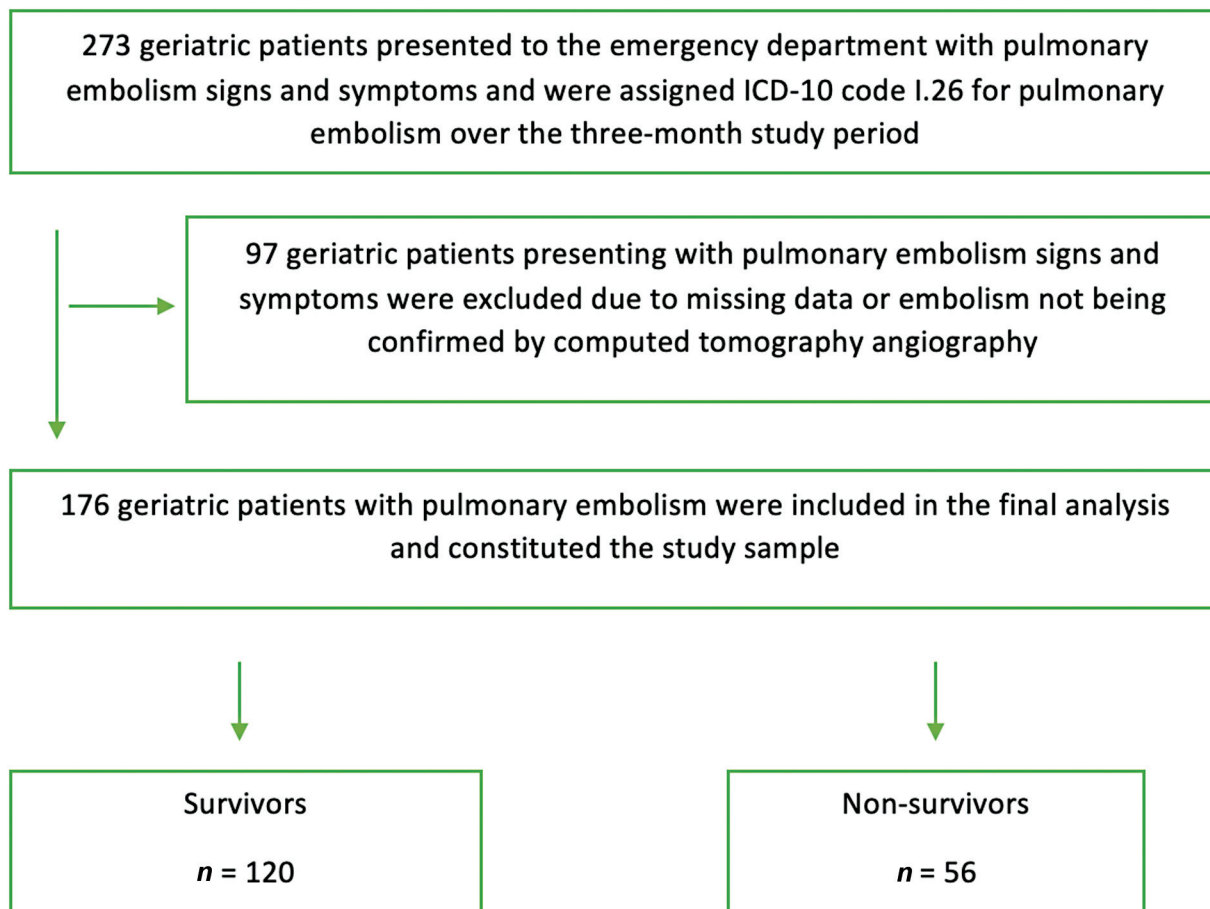 273 geriatric patients presented to the emergency department with pulmonary
embolism signs and symptoms and were assigned ICD-10 code I.26 for pulmonary
embolism over the three-month study period
97 geriatric patients presenting with pulmonary embolism signs and
symptoms were excluded due to missing data or embolism not being
confirmed by computed tomography angiography
176 geriatric patients with pulmonary embolism were included in the final analysis
and constituted the study sample
Survivors
n = 120
Non-survivors
n = 56